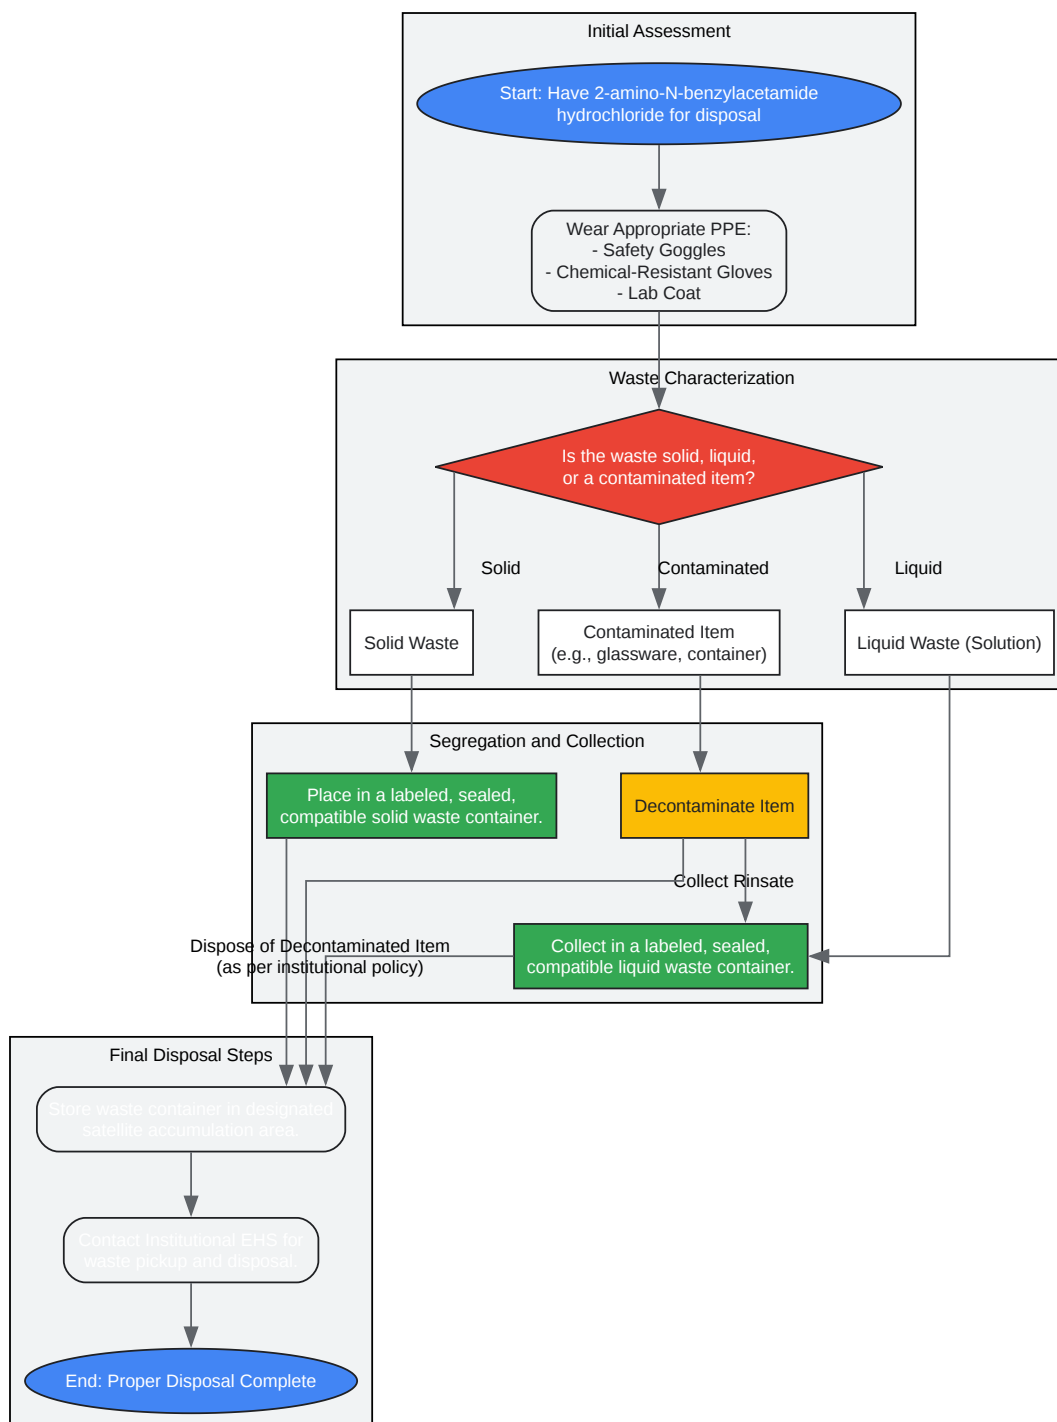 Initial Assessment
Start: Have 2-amino-N-benzylacetamide
hydrochloride for disposal
Wear Appropriate PPE:
- Safety Goggles
- Chemical-Resistant Gloves
- Lab Coat
Waste Characterization
Is the waste solid, liquid,
or a contaminated item?
Solid
Contaminated
Liquid
Solid Waste
Contaminated Item
(e.g., glassware, container)
Liquid Waste (Solution)
Segregation and Collection
Place in a labeled, sealed,
compatible solid waste container.
Decontaminate Item
Collect Rinsate
Dispose of Decontaminated Item
(as per institutional policy)
Collect in a labeled, sealed,
compatible liquid waste container.
Final Disposal Steps
Store waste container in designated
satellite accumulation area.
Contact Institutional EHS for
waste pickup and disposal.
End: Proper Disposal Complete